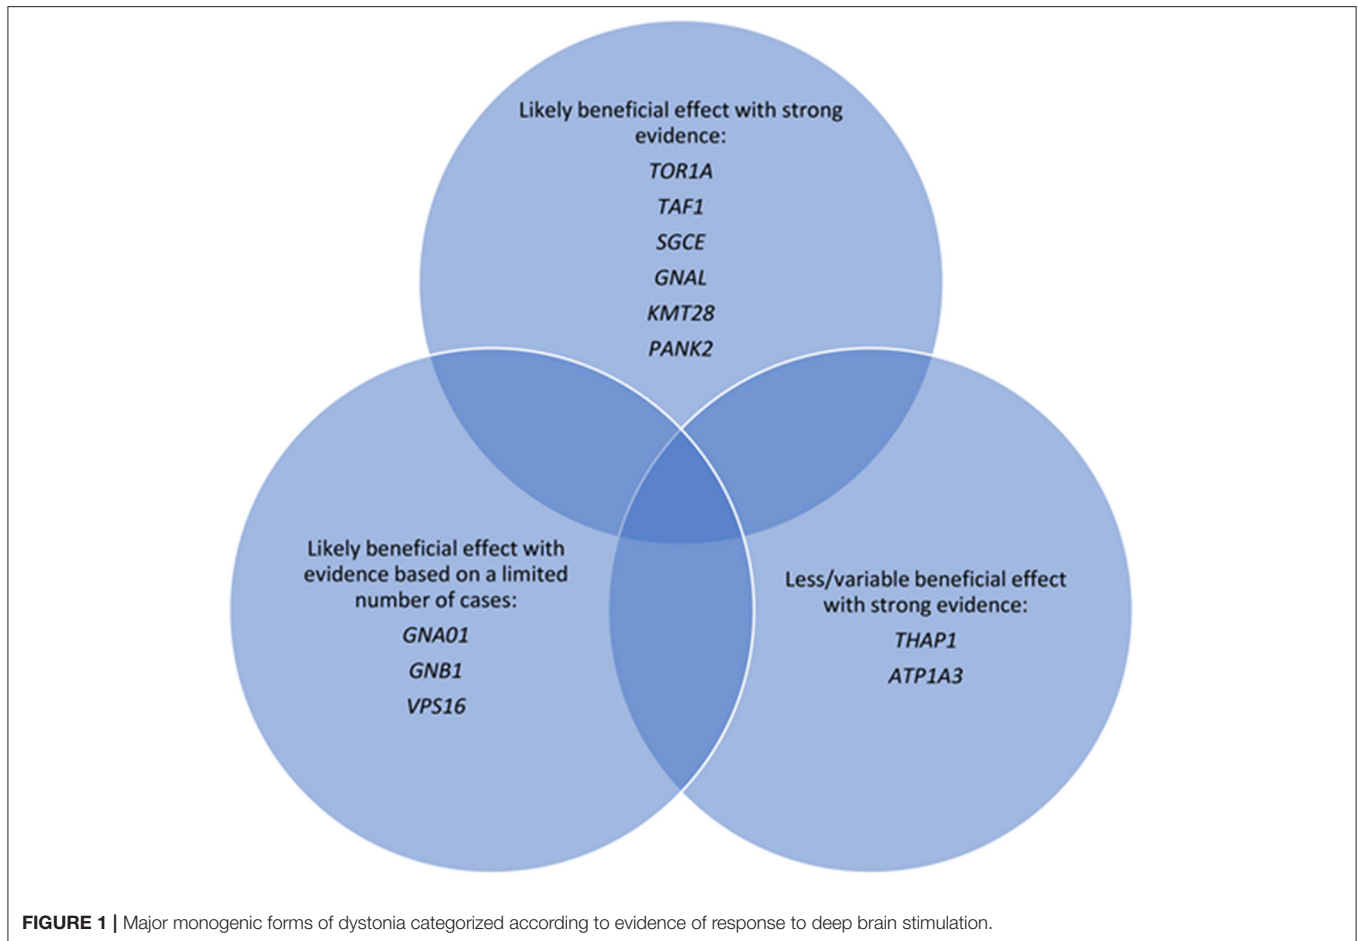 Likely beneficial effect with strong
evidence:
TOR1A
TAF1
SGCE
GNAL
KMT28
PANK2
Likely beneficial effect with
evidence based on a limited
number of cases:
GNA01
GNB1
VPS16
Less/variable beneficial effect
with strong evidence:
THAP1
ATP1A3
FIGURE 1 | Major monogenic forms of dystonia categorized according to evidence of response to deep brain stimulation.